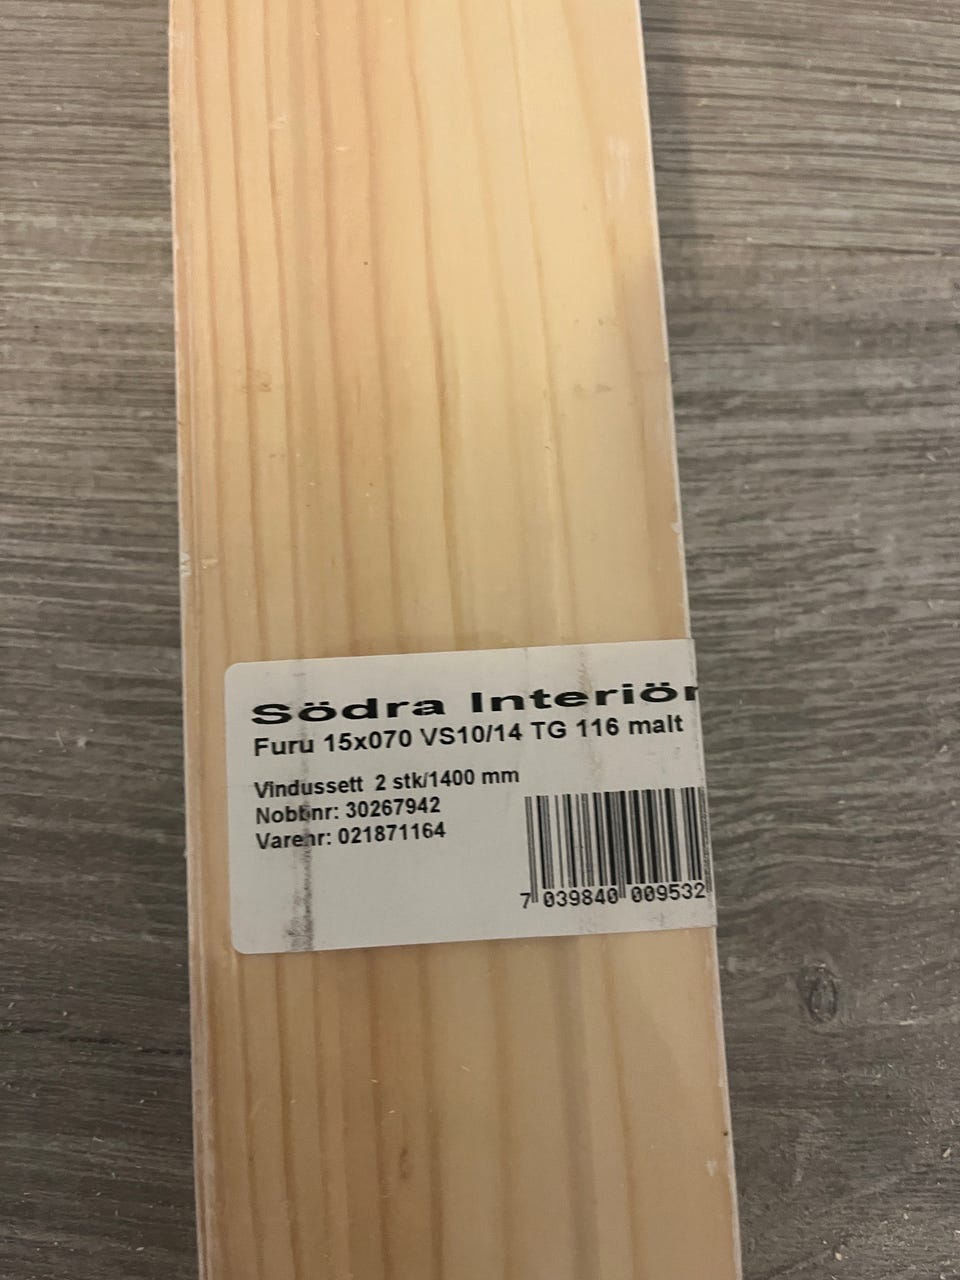 Södra Interiör
Furu 15x070 VS10/14 TG 116 malt
Vindussett 2 stk/1400 mm
Nobbnr: 30267942
Varenr: 021871164
7 039840 009532